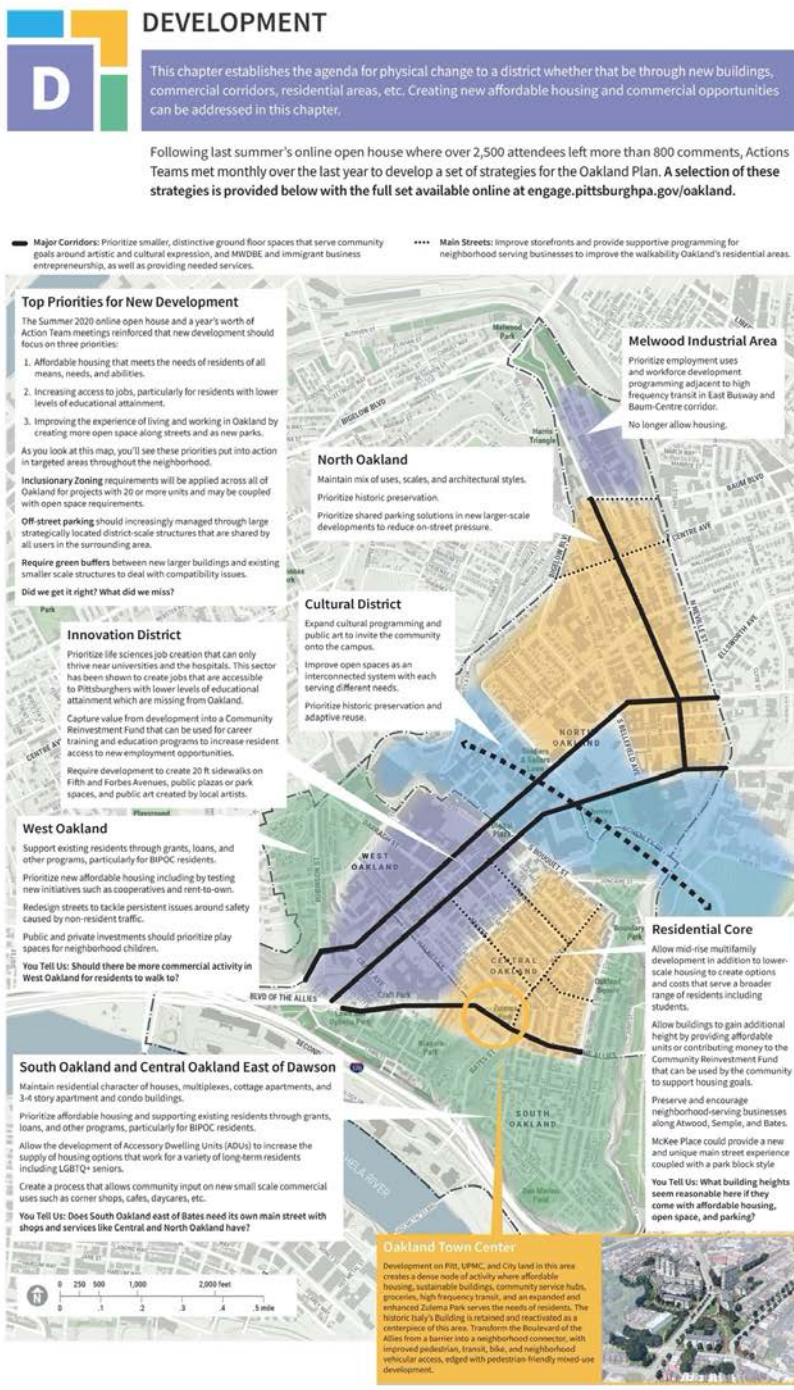 DEVELOPMENT
D
This chapter establishes the agenda for physical change to a district whether that be through new buildings,
commercial corridors, residential areas, etc. Creating new affordable housing and commercial opportunities
can be addressed in this chapter.
Following last summer's online open house where over 2,500 attendees left more than 800 comments, Actions
Teams met monthly over the last year to develop a set of strategies for the Oakland Plan. A selection of these
strategies is provided below with the full set available online at engage.pittsburghpa.gov/oakland.
Major Corridors: Prioritize smaller, distinctive ground floor spaces that serve community
goals around artistic and cultural expression, and MWDBE and immigrant business
entrepreneurship, as well as providing needed services.
Main Streets: Improve storefronts and provide supportive programming for
neighborhood serving businesses to improve the walkability Oakland's residential areas.
Top Priorities for New Development
The Summer 2020 online open house and a year's worth of
Action Team meetings reinforced that new development should
focus on three priorities:
1. Affordable housing that meets the needs of residents of all
means, needs, and abilities.
2. Increasing access to jobs, particularly for residents with lower
levels of educational attainment.
3. Improving the experience of living and working in Oakland by
creating more open space along streets and as new parks.
As you look at this map, you'll see these priorities put into action
in targeted areas throughout the neighborhood.
Inclusionary Zoning requirements will be applied across all of
Oakland for projects with 20 or more units and may be coupled
with open space requirements.
Off-street parking should increasingly managed through large
strategically located district-scale structures that are shared by
all users in the surrounding area.
Require green buffers between new larger buildings and existing
smaller scale structures to deal with compatibility issues.
Did we get it right? What did we miss?
Park
Melwood
Park
BIGELOW BLVD
Harris
Triangle
Melwood Industrial Area
Prioritize employment uses
and workforce development
programming adjacent to high
frequency transit in East Busway and
Baum-Centre corridor.
No longer allow housing.
BAUM BLVD
CENTRE AVE
BIGELOW BLVD
N NEVILLE ST
ELLSWORTH AVE
North Oakland
Maintain mix of uses, scales, and architectural styles.
Prioritize historic preservation.
Prioritize shared parking solutions in new larger-scale
developments to reduce on-street pressure.
Cultural District
Expand cultural programming and
public art to invite the community
onto the campus.
Improve open spaces as an
interconnected system with each
serving different needs.
Prioritize historic preservation and
adaptive reuse.
Innovation District
Prioritize life sciences job creation that can only
thrive near universities and the hospitals. This sector
has been shown to create jobs that are accessible
to Pittsburghers with lower levels of educational
attainment which are missing from Oakland.
Capture value from development into a Community
Reinvestment Fund that can be used for career
training and education programs to increase resident
access to new employment opportunities.
Require development to create 20 ft sidewalks on
Fifth and Forbes Avenues, public plazas or park
spaces, and public art created by local artists.
CENTRE AVE
Playground
NORTH
OAKLAND
S BELLEFIELD AVE
West Oakland
Support existing residents through grants, loans, and
other programs, particularly for BIPOC residents.
Prioritize new affordable housing including by testing
new initiatives such as cooperatives and rent-to-own.
Redesign streets to tackle persistent issues around safety
caused by non-resident traffic.
Public and private investments should prioritize play
spaces for neighborhood children.
You Tell Us: Should there be more commercial activity in
West Oakland for residents to walk to?
WEST
OAKLAND
S BOUQUET ST
CENTRAL
OAKLAND
Boundary
Park
BLVD OF THE ALLIES
BATES ST
SOUTH
OAKLAND
Residential Core
Allow mid-rise multifamily
development in addition to lower-
scale housing to create options
and costs that serve a broader
range of residents including
students.
Allow buildings to gain additional
height by providing affordable
units or contributing money to the
Community Reinvestment Fund
that can be used by the community
to support housing goals.
Preserve and encourage
neighborhood-serving businesses
along Atwood, Semple, and Bates.
McKee Place could provide a new
and unique main street experience
coupled with a park block style
You Tell Us: What building heights
seem reasonable here if they
come with affordable housing,
open space, and parking?
South Oakland and Central Oakland East of Dawson
Maintain residential character of houses, multiplexes, cottage apartments, and
3-4 story apartment and condo buildings.
Prioritize affordable housing and supporting existing residents through grants,
loans, and other programs, particularly for BIPOC residents.
Allow the development of Accessory Dwelling Units (ADUs) to increase the
supply of housing options that work for a variety of long-term residents
including LGBTQ+ seniors.
Create a process that allows community input on new small scale commercial
uses such as corner shops, cafes, daycares, etc.
You Tell Us: Does South Oakland east of Bates need its own main street with
shops and services like Central and North Oakland have?
Oakland Town Center
Development on Pitt, UPMC, and City land in this area
creates a dense node of activity where affordable
housing, sustainable buildings, community service hubs,
groceries, high frequency transit, and an expanded and
enhanced Zulema Park serves the needs of residents. The
historic Isaly's Building is retained and reactivated as a
centerpiece of this area. Transform the Boulevard of the
Allies from a barrier into a neighborhood connector, with
improved pedestrian, transit, bike, and neighborhood
vehicular access, edged with pedestrian-friendly mixed-use
development.
N
0 250 500 1,000 2,000 feet
0 .1 .2 .3 .4 .5 mile